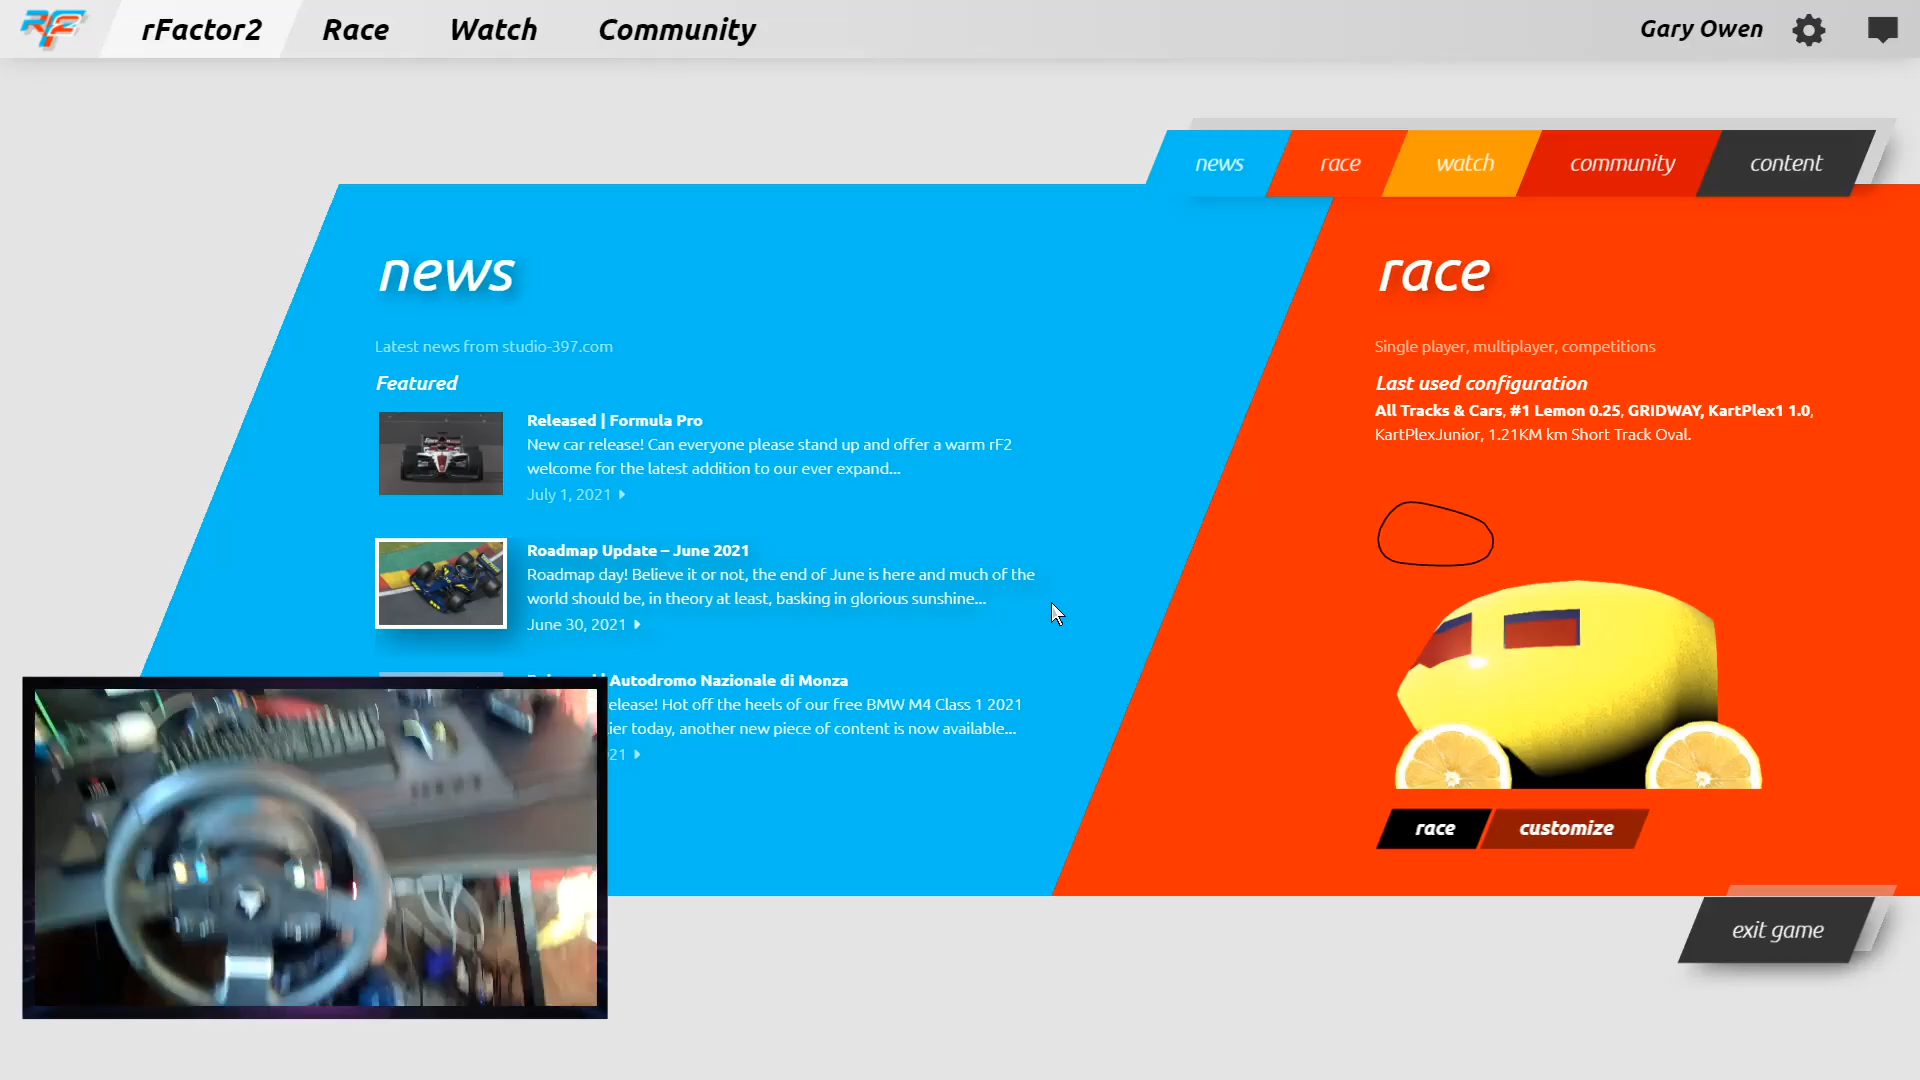 rFactor2
Race
Watch
Community
Gary Owen
news
race
watch
community
content
news
Latest news from studio-397.com
Featured
Released | Formula Pro
New car release! Can everyone please stand up and offer a warm rF2
welcome for the latest addition to our ever expand...
July 1, 2021
Roadmap Update – June 2021
Roadmap day! Believe it or not, the end of June is here and much of the
world should be, in theory at least, basking in glorious sunshine...
June 30, 2021
| Autodromo Nazionale di Monza
elease! Hot off the heels of our free BMW M4 Class 1 2021
ier today, another new piece of content is now available...
21
race
Single player, multiplayer, competitions
Last used configuration
All Tracks & Cars, #1 Lemon 0.25, GRIDWAY, KartPlex1 1.0,
KartPlexJunior, 1.21KM km Short Track Oval.
race
customize
exit game